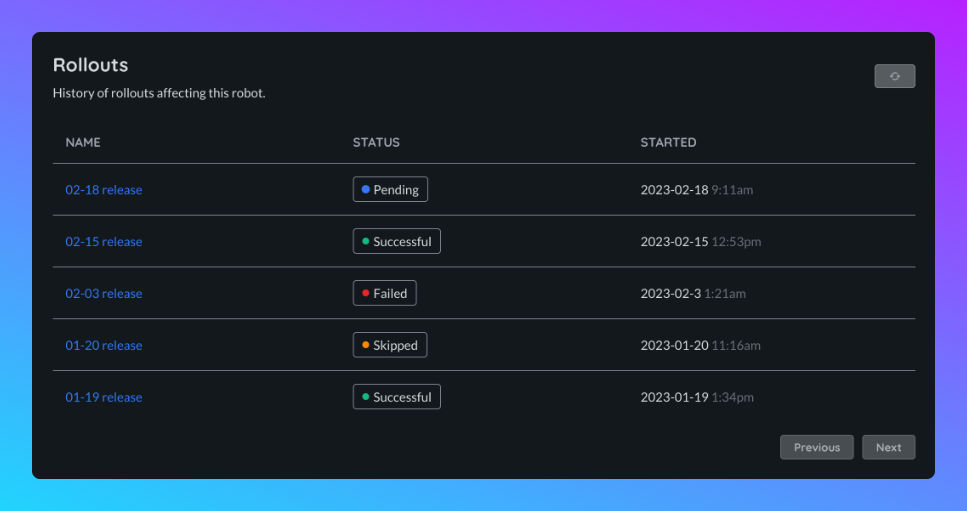 Rollouts
History of rollouts affecting this robot.
NAME STATUS STARTED
02-18 release Pending 2023-02-18 9:11am
02-15 release Successful 2023-02-15 12:53pm
02-03 release Failed 2023-02-3 1:21am
01-20 release Skipped 2023-01-20 11:16am
01-19 release Successful 2023-01-19 1:34pm
Previous Next